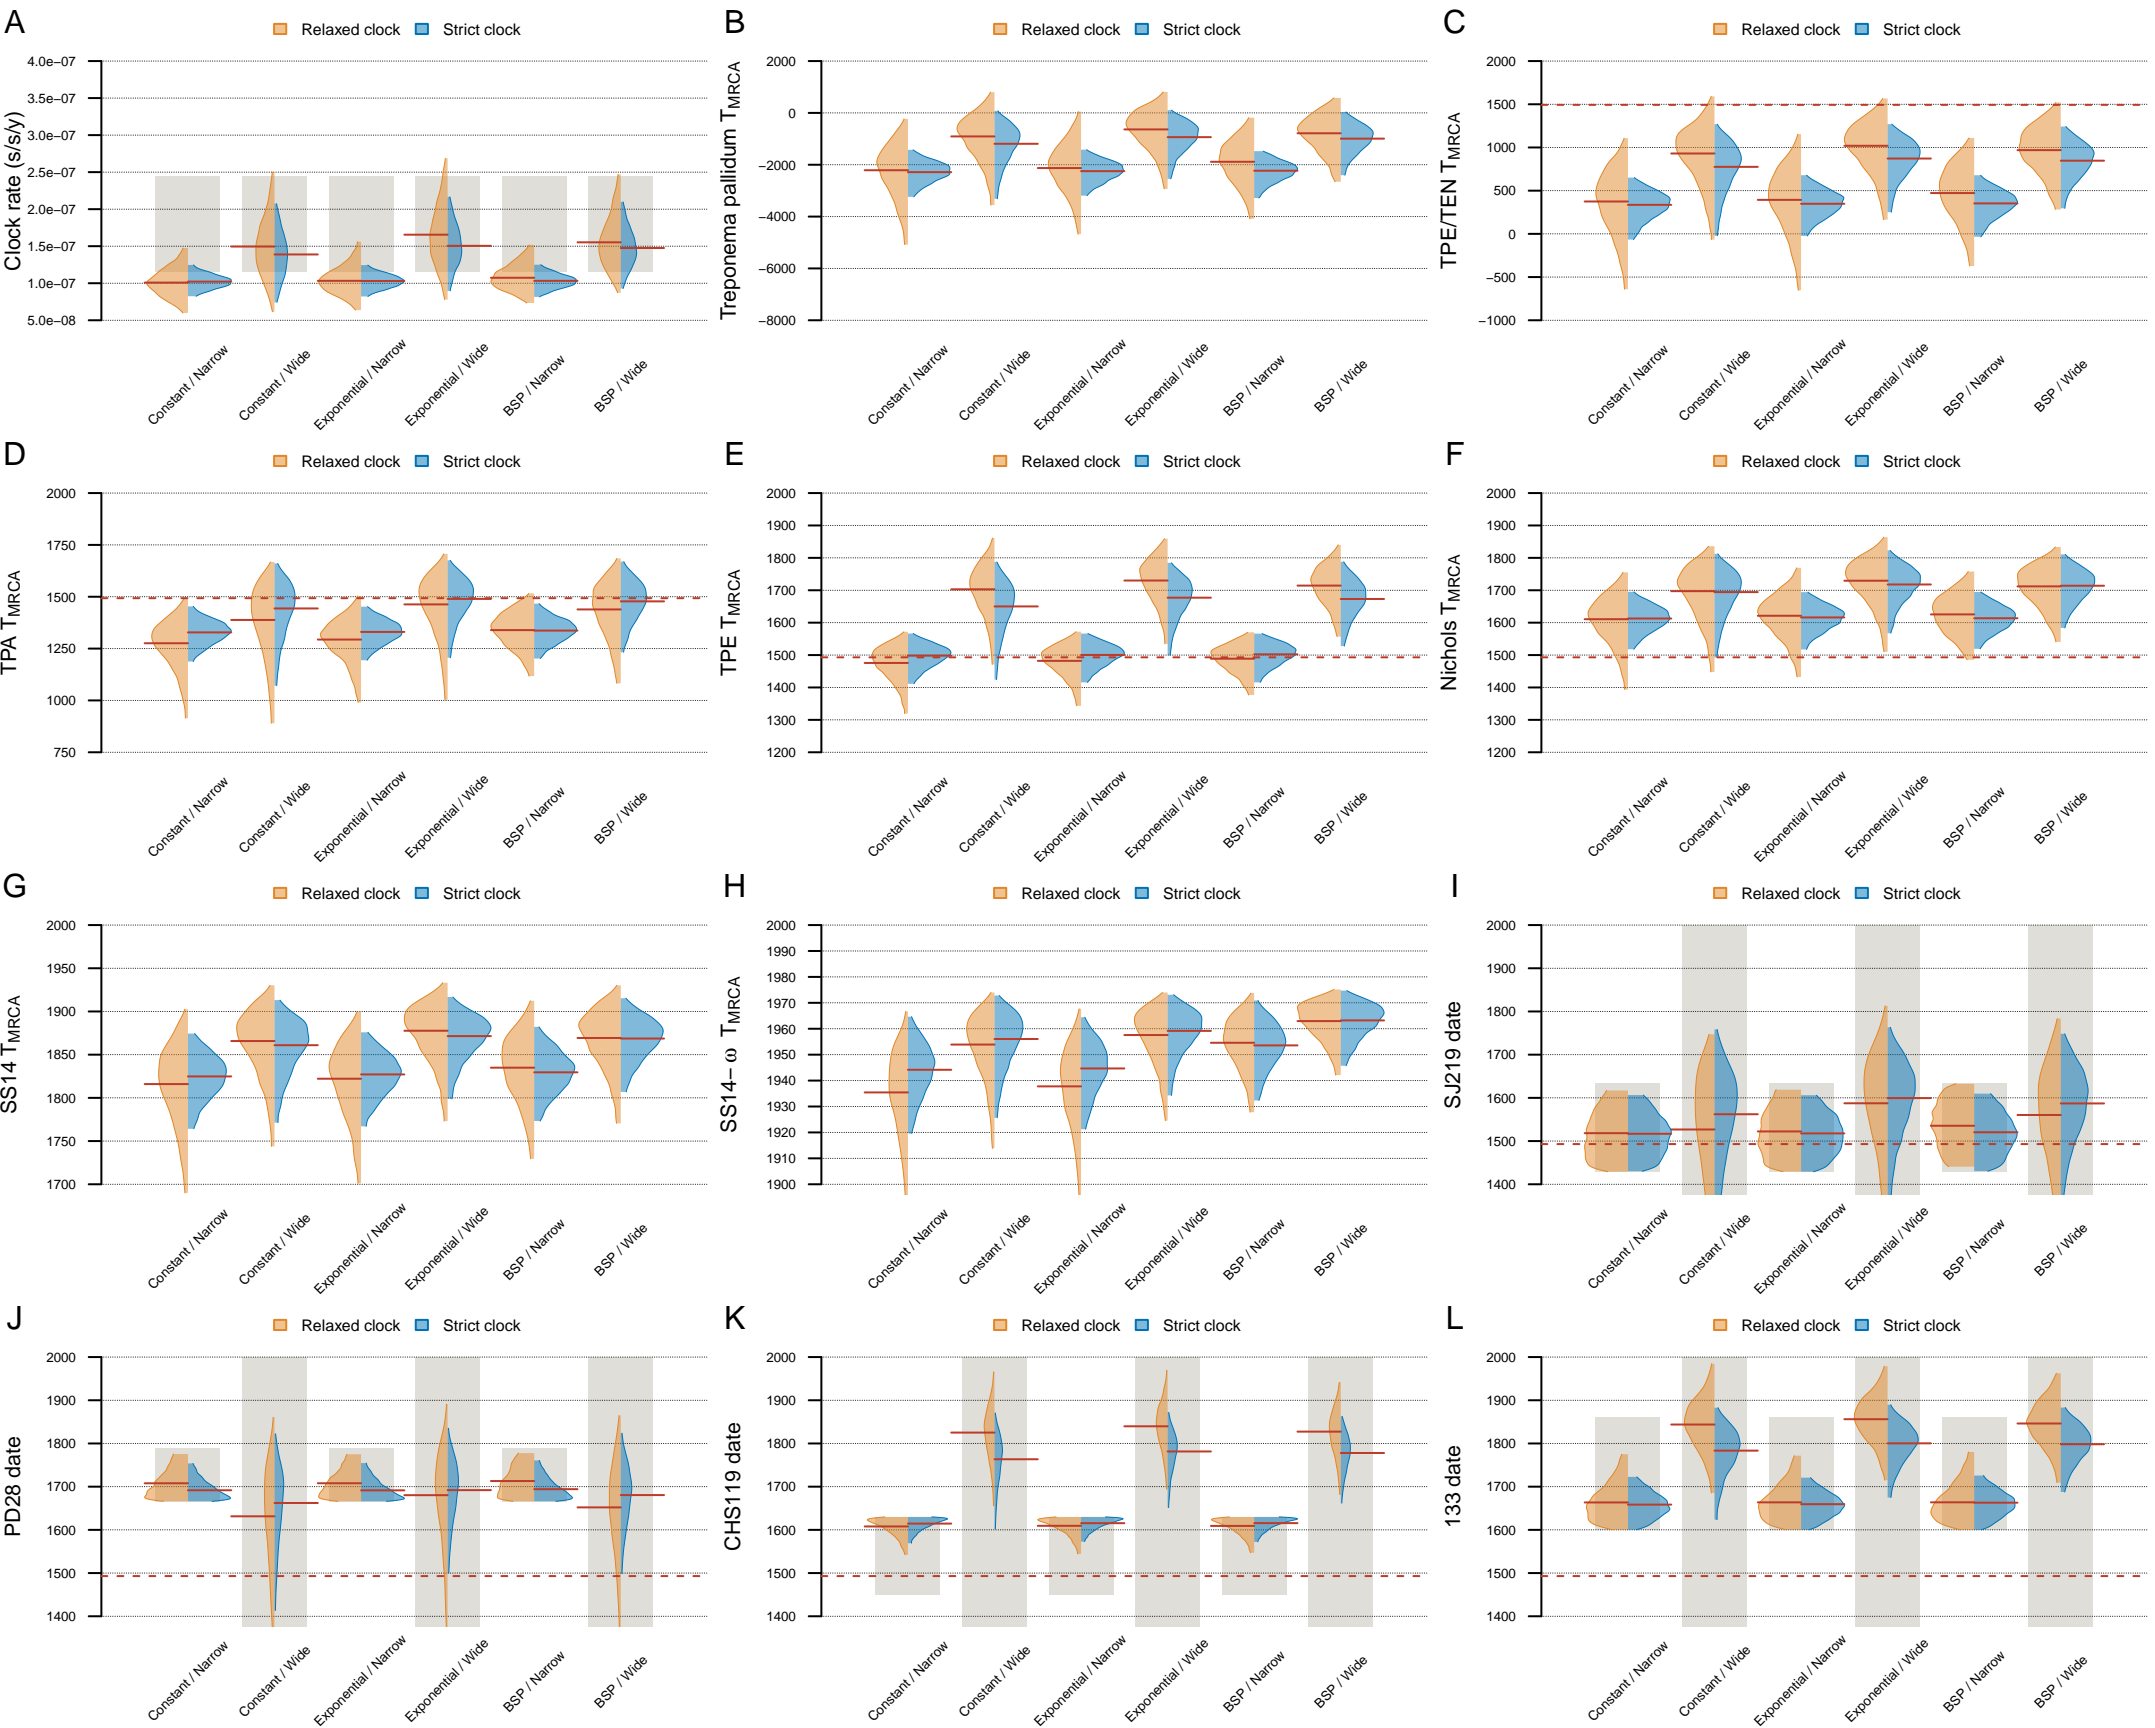 A
Relaxed clock Strict clock
Clock rate (s/s/y)
4.0e−07
3.5e−07
3.0e−07
2.5e−07
2.0e−07
1.5e−07
1.0e−07
5.0e−08
Constant / Narrow
Constant / Wide
Exponential / Narrow
Exponential / Wide
BSP / Narrow
BSP / Wide
B
Relaxed clock Strict clock
Treponema pallidum TMRCA
2000
0
−2000
−4000
−6000
−8000
Constant / Narrow
Constant / Wide
Exponential / Narrow
Exponential / Wide
BSP / Narrow
BSP / Wide
C
Relaxed clock Strict clock
TPE/TEN TMRCA
2000
1500
1000
500
0
−500
−1000
Constant / Narrow
Constant / Wide
Exponential / Narrow
Exponential / Wide
BSP / Narrow
BSP / Wide
D
Relaxed clock Strict clock
TPA TMRCA
2000
1750
1500
1250
1000
750
Constant / Narrow
Constant / Wide
Exponential / Narrow
Exponential / Wide
BSP / Narrow
BSP / Wide
E
Relaxed clock Strict clock
TPE TMRCA
2000
1900
1800
1700
1600
1500
1400
1300
1200
Constant / Narrow
Constant / Wide
Exponential / Narrow
Exponential / Wide
BSP / Narrow
BSP / Wide
F
Relaxed clock Strict clock
Nichols TMRCA
2000
1900
1800
1700
1600
1500
1400
1300
1200
Constant / Narrow
Constant / Wide
Exponential / Narrow
Exponential / Wide
BSP / Narrow
BSP / Wide
G
Relaxed clock Strict clock
SS14 TMRCA
2000
1950
1900
1850
1800
1750
1700
Constant / Narrow
Constant / Wide
Exponential / Narrow
Exponential / Wide
BSP / Narrow
BSP / Wide
H
Relaxed clock Strict clock
SS14− ω TMRCA
2000
1990
1980
1970
1960
1950
1940
1930
1920
1910
1900
Constant / Narrow
Constant / Wide
Exponential / Narrow
Exponential / Wide
BSP / Narrow
BSP / Wide
I
Relaxed clock Strict clock
SJ219 date
2000
1900
1800
1700
1600
1500
1400
Constant / Narrow
Constant / Wide
Exponential / Narrow
Exponential / Wide
BSP / Narrow
BSP / Wide
J
Relaxed clock Strict clock
PD28 date
2000
1900
1800
1700
1600
1500
1400
Constant / Narrow
Constant / Wide
Exponential / Narrow
Exponential / Wide
BSP / Narrow
BSP / Wide
K
Relaxed clock Strict clock
CHS119 date
2000
1900
1800
1700
1600
1500
1400
Constant / Narrow
Constant / Wide
Exponential / Narrow
Exponential / Wide
BSP / Narrow
BSP / Wide
L
Relaxed clock Strict clock
133 date
2000
1900
1800
1700
1600
1500
1400
Constant / Narrow
Constant / Wide
Exponential / Narrow
Exponential / Wide
BSP / Narrow
BSP / Wide